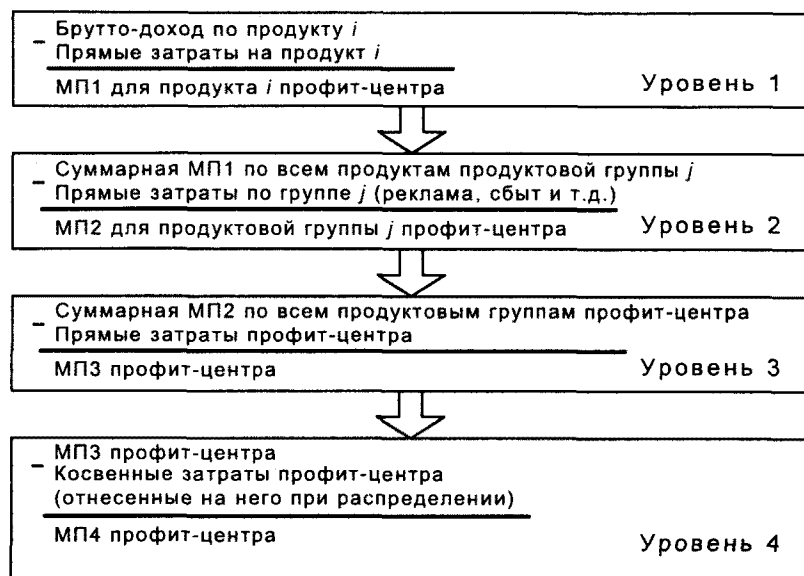 − Брутто-доход по продукту i
Прямые затраты на продукт i
МП1 для продукта i профит-центра Уровень 1
− Суммарная МП1 по всем продуктам продуктовой группы j
Прямые затраты по группе j (реклама, сбыт и т.д.)
МП2 для продуктовой группы j профит-центра Уровень 2
− Суммарная МП2 по всем продуктовым группам профит-центра
Прямые затраты профит-центра
МП3 профит-центра Уровень 3
− МП3 профит-центра
Косвенные затраты профит-центра
(отнесенные на него при распределении)
МП4 профит-центра Уровень 4